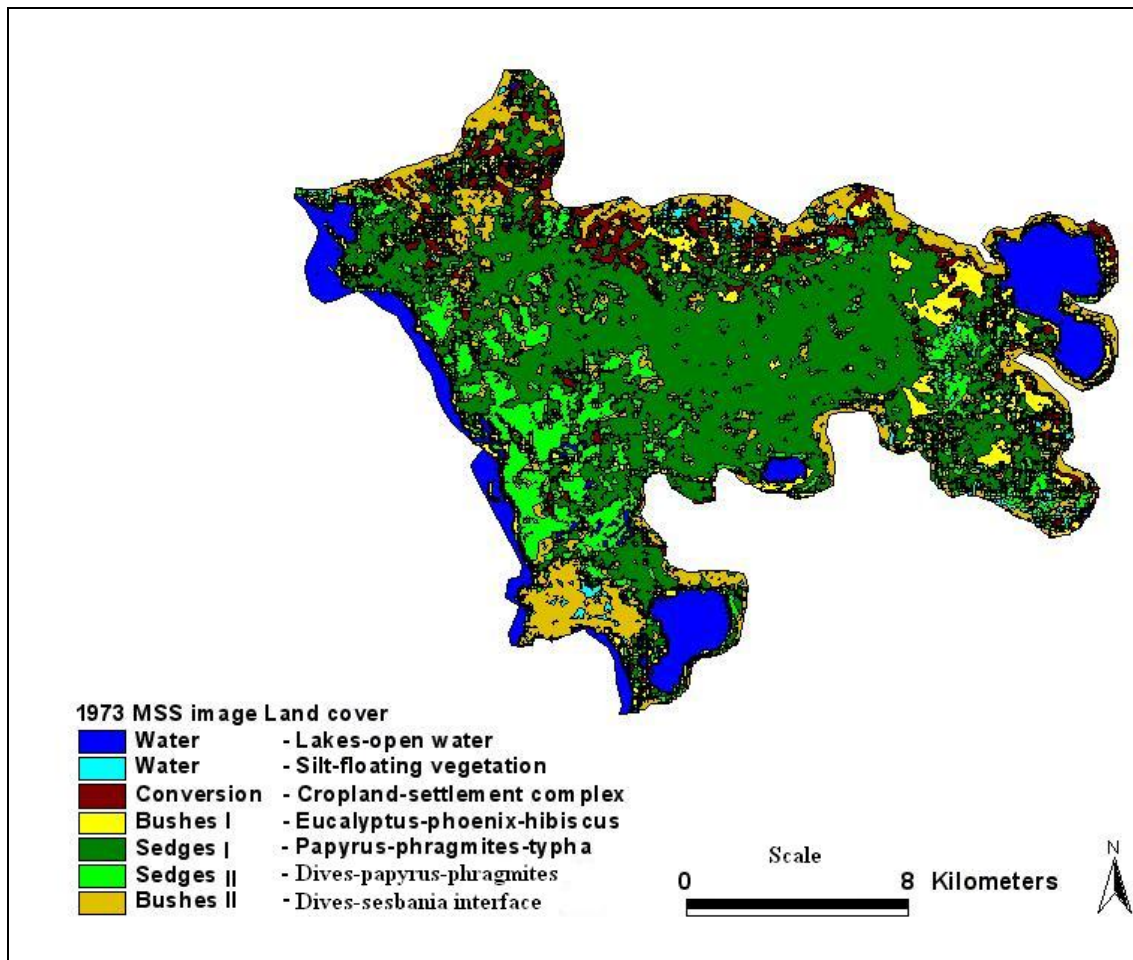 1973 MSS image Land cover
Water - Lakes-open water
Water - Silt-floating vegetation
Conversion - Cropland-settlement complex
Bushes I - Eucalyptus-phoenix-hibiscus
Sedges I - Papyrus-phragmites-typha
Sedges II - Dives-papyrus-phragmites
Bushes II - Dives-sesbania interface
Scale
0 8 Kilometers
N